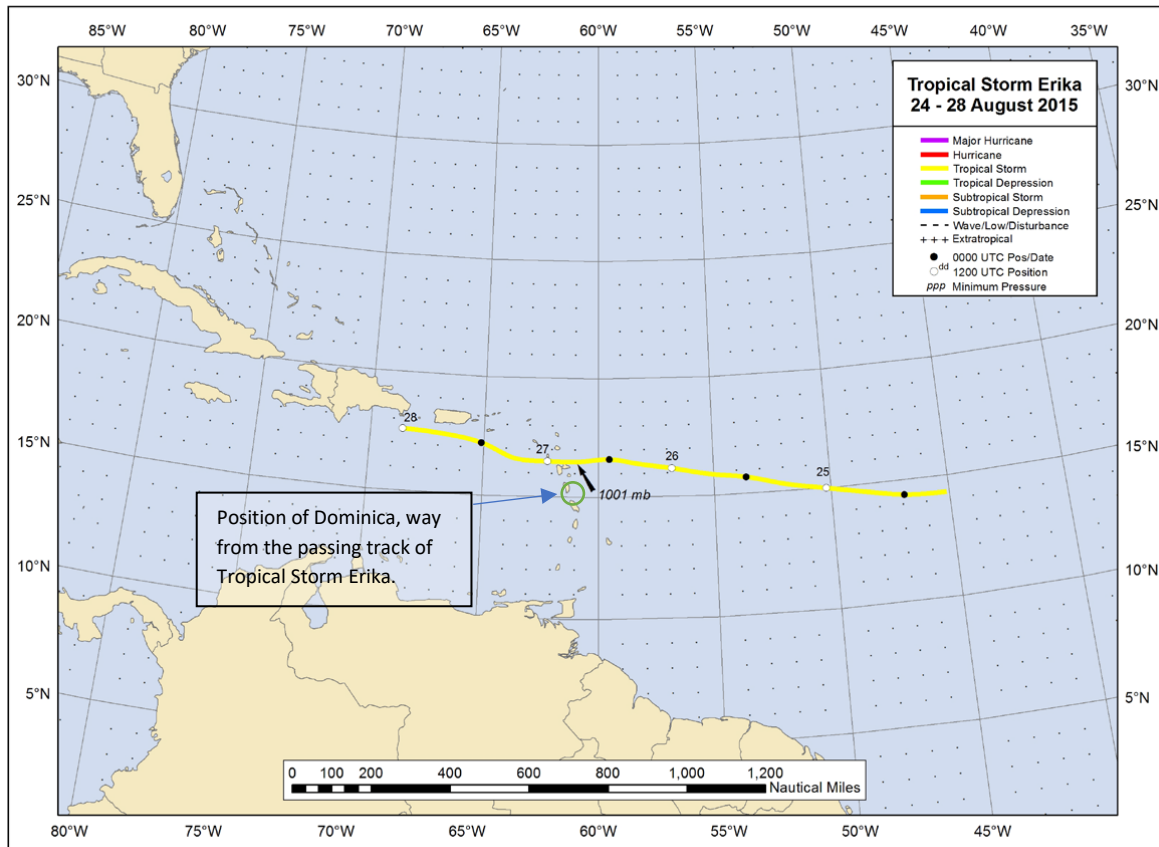 85°W 80°W 75°W 70°W 65°W 60°W 55°W 50°W 45°W 40°W 35°W
30°N 30°N
Tropical Storm Erika
24 - 28 August 2015
Major Hurricane
Hurricane
Tropical Storm
Tropical Depression
Subtropical Storm
Subtropical Depression
Wave/Low/Disturbance
+++ Extratropical
0000 UTC Pos/Date
dd 1200 UTC Position
ppp Minimum Pressure
25°N 25°N
20°N 20°N
28
15°N 15°N
27
26
25
1001 mb
Position of Dominica, way
from the passing track of
Tropical Storm Erika.
10°N 10°N
5°N 5°N
0 100 200 400 600 800 1,000 1,200
Nautical Miles
80°W 75°W 70°W 65°W 60°W 55°W 50°W 45°W